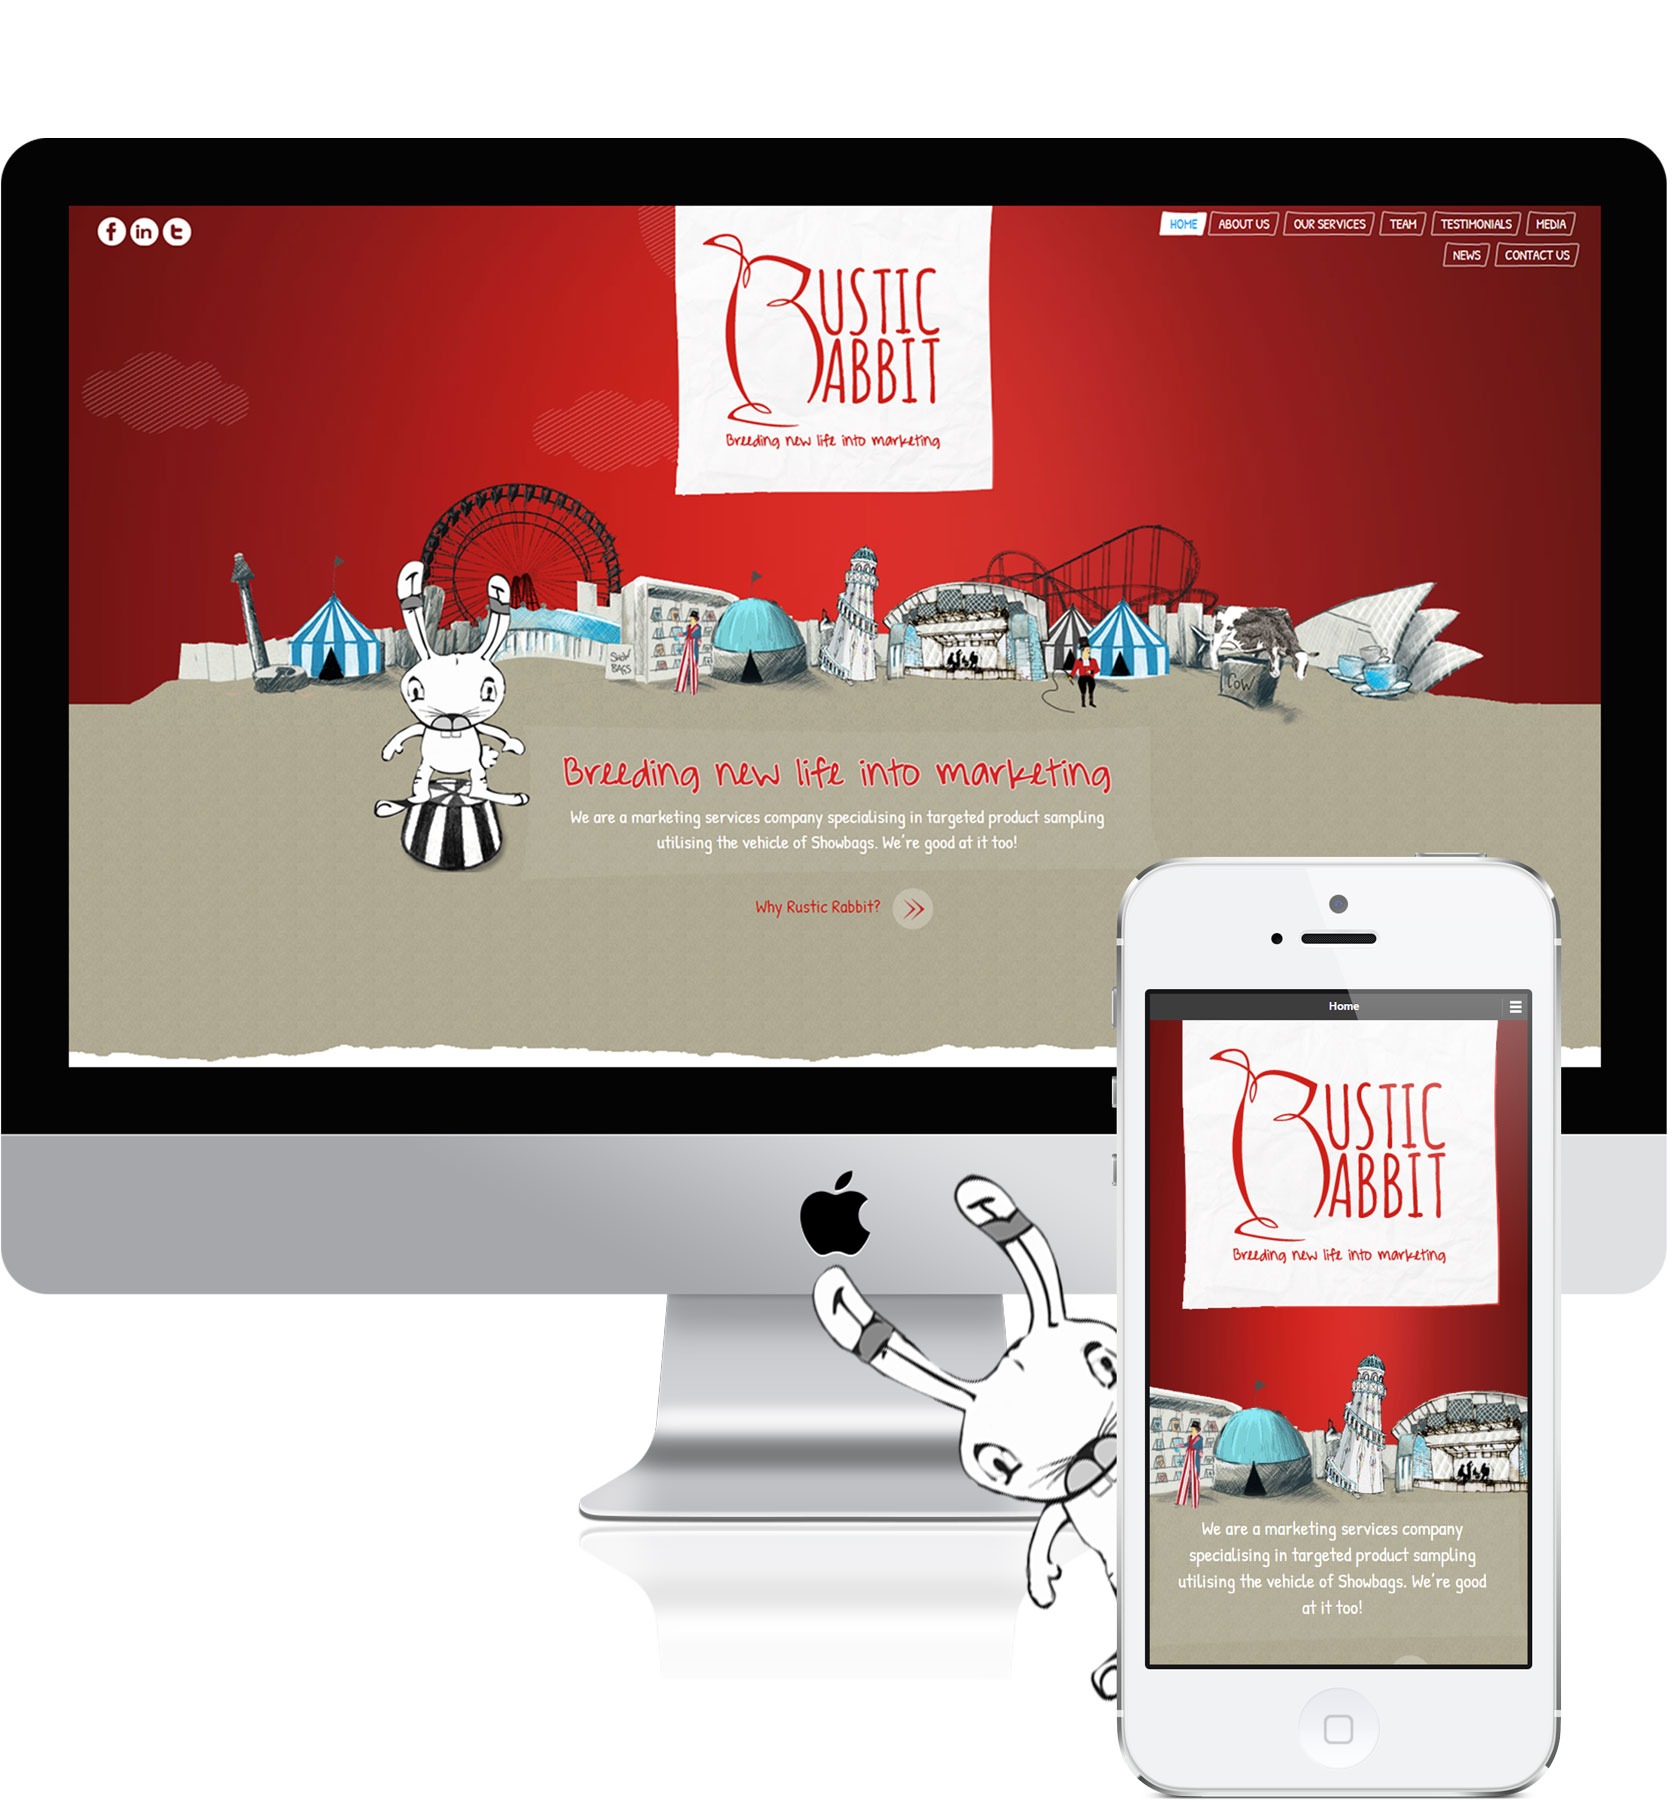 f in t
HOME ABOUT US OUR SERVICES TEAM TESTIMONIALS MEDIA
NEWS CONTACT US
RUSTIC
RABBIT
Breeding new life into marketing
SHOW
BAGS
COW
Breeding new life into marketing
We are a marketing services company specialising in targeted product sampling
utilising the vehicle of Showbags. We're good at it too!
Why Rustic Rabbit?
Home
RUSTIC
RABBIT
Breeding new life into marketing
We are a marketing services company
specialising in targeted product sampling
utilising the vehicle of Showbags. We're good
at it too!